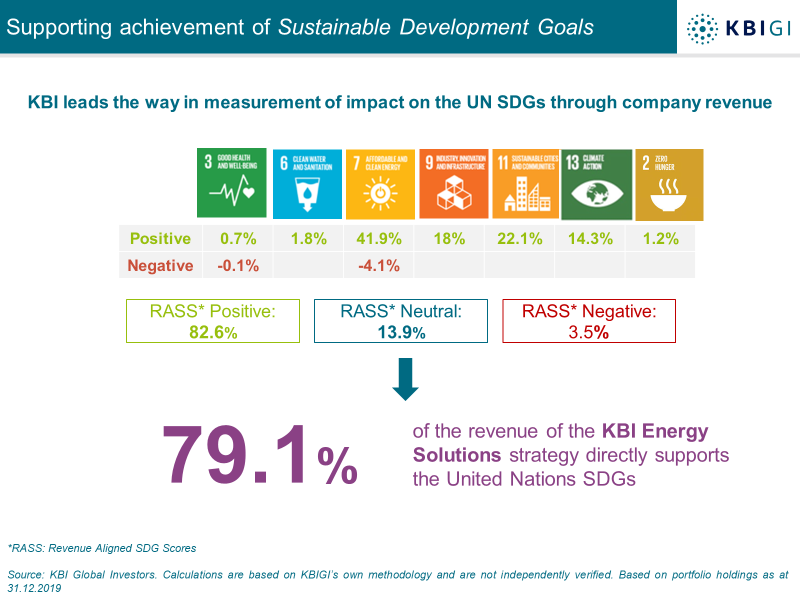 Supporting achievement of Sustainable Development Goals
KBIGI
KBI leads the way in measurement of impact on the UN SDGs through company revenue
3 GOOD HEALTH AND WELL-BEING
6 CLEAN WATER AND SANITATION
7 AFFORDABLE AND CLEAN ENERGY
9 INDUSTRY, INNOVATION AND INFRASTRUCTURE
11 SUSTAINABLE CITIES AND COMMUNITIES
13 CLIMATE ACTION
2 ZERO HUNGER
Positive 0.7% 1.8% 41.9% 18% 22.1% 14.3% 1.2%
Negative -0.1% -4.1%
RASS* Positive:
82.6%
RASS* Neutral:
13.9%
RASS* Negative:
3.5%
79.1%
of the revenue of the KBI Energy
Solutions strategy directly supports
the United Nations SDGs
*RASS: Revenue Aligned SDG Scores
Source: KBI Global Investors. Calculations are based on KBIGI's own methodology and are not independently verified. Based on portfolio holdings as at
31.12.2019